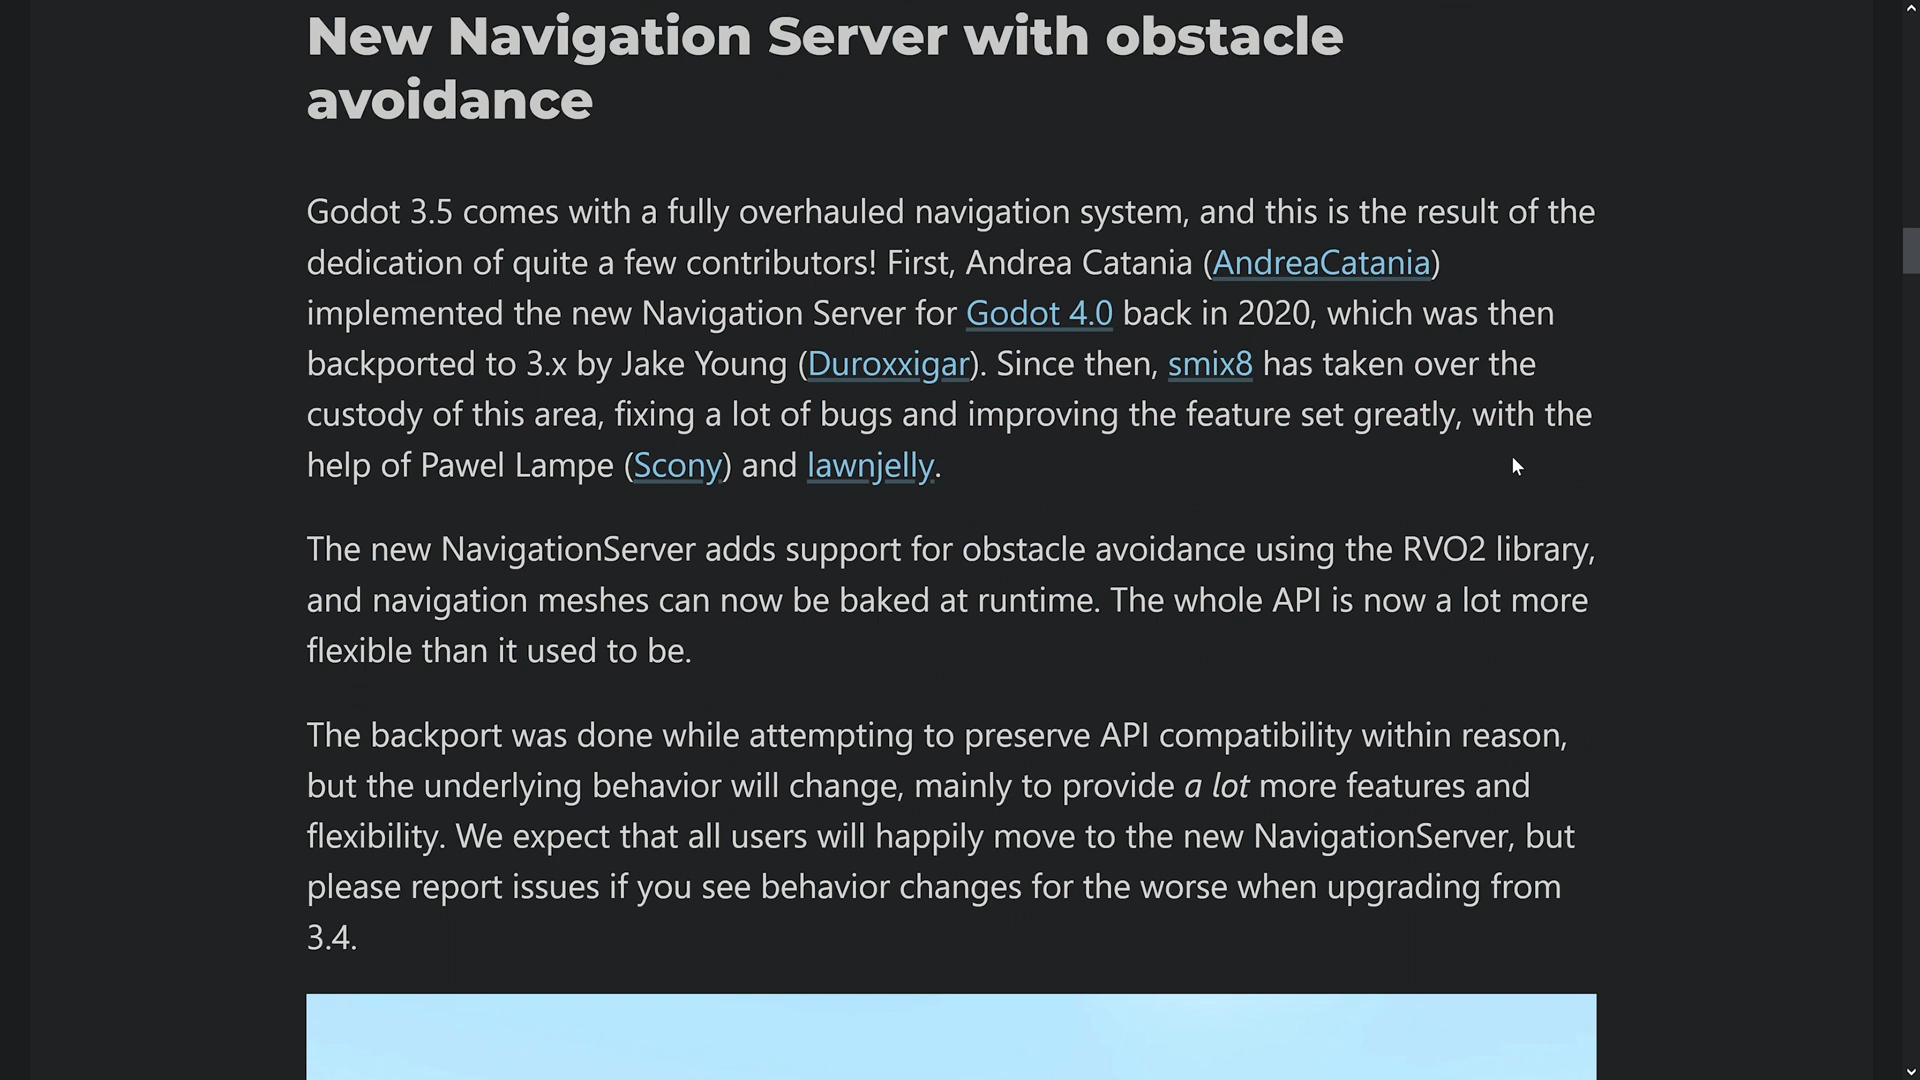 New Navigation Server with obstacle
avoidance
Godot 3.5 comes with a fully overhauled navigation system, and this is the result of the
dedication of quite a few contributors! First, Andrea Catania (AndreaCatania)
implemented the new Navigation Server for Godot 4.0 back in 2020, which was then
backported to 3.x by Jake Young (Duroxxigar). Since then, smix8 has taken over the
custody of this area, fixing a lot of bugs and improving the feature set greatly, with the
help of Pawel Lampe (Scony) and lawnjelly.
The new NavigationServer adds support for obstacle avoidance using the RVO2 library,
and navigation meshes can now be baked at runtime. The whole API is now a lot more
flexible than it used to be.
The backport was done while attempting to preserve API compatibility within reason,
but the underlying behavior will change, mainly to provide a lot more features and
flexibility. We expect that all users will happily move to the new NavigationServer, but
please report issues if you see behavior changes for the worse when upgrading from
3.4.